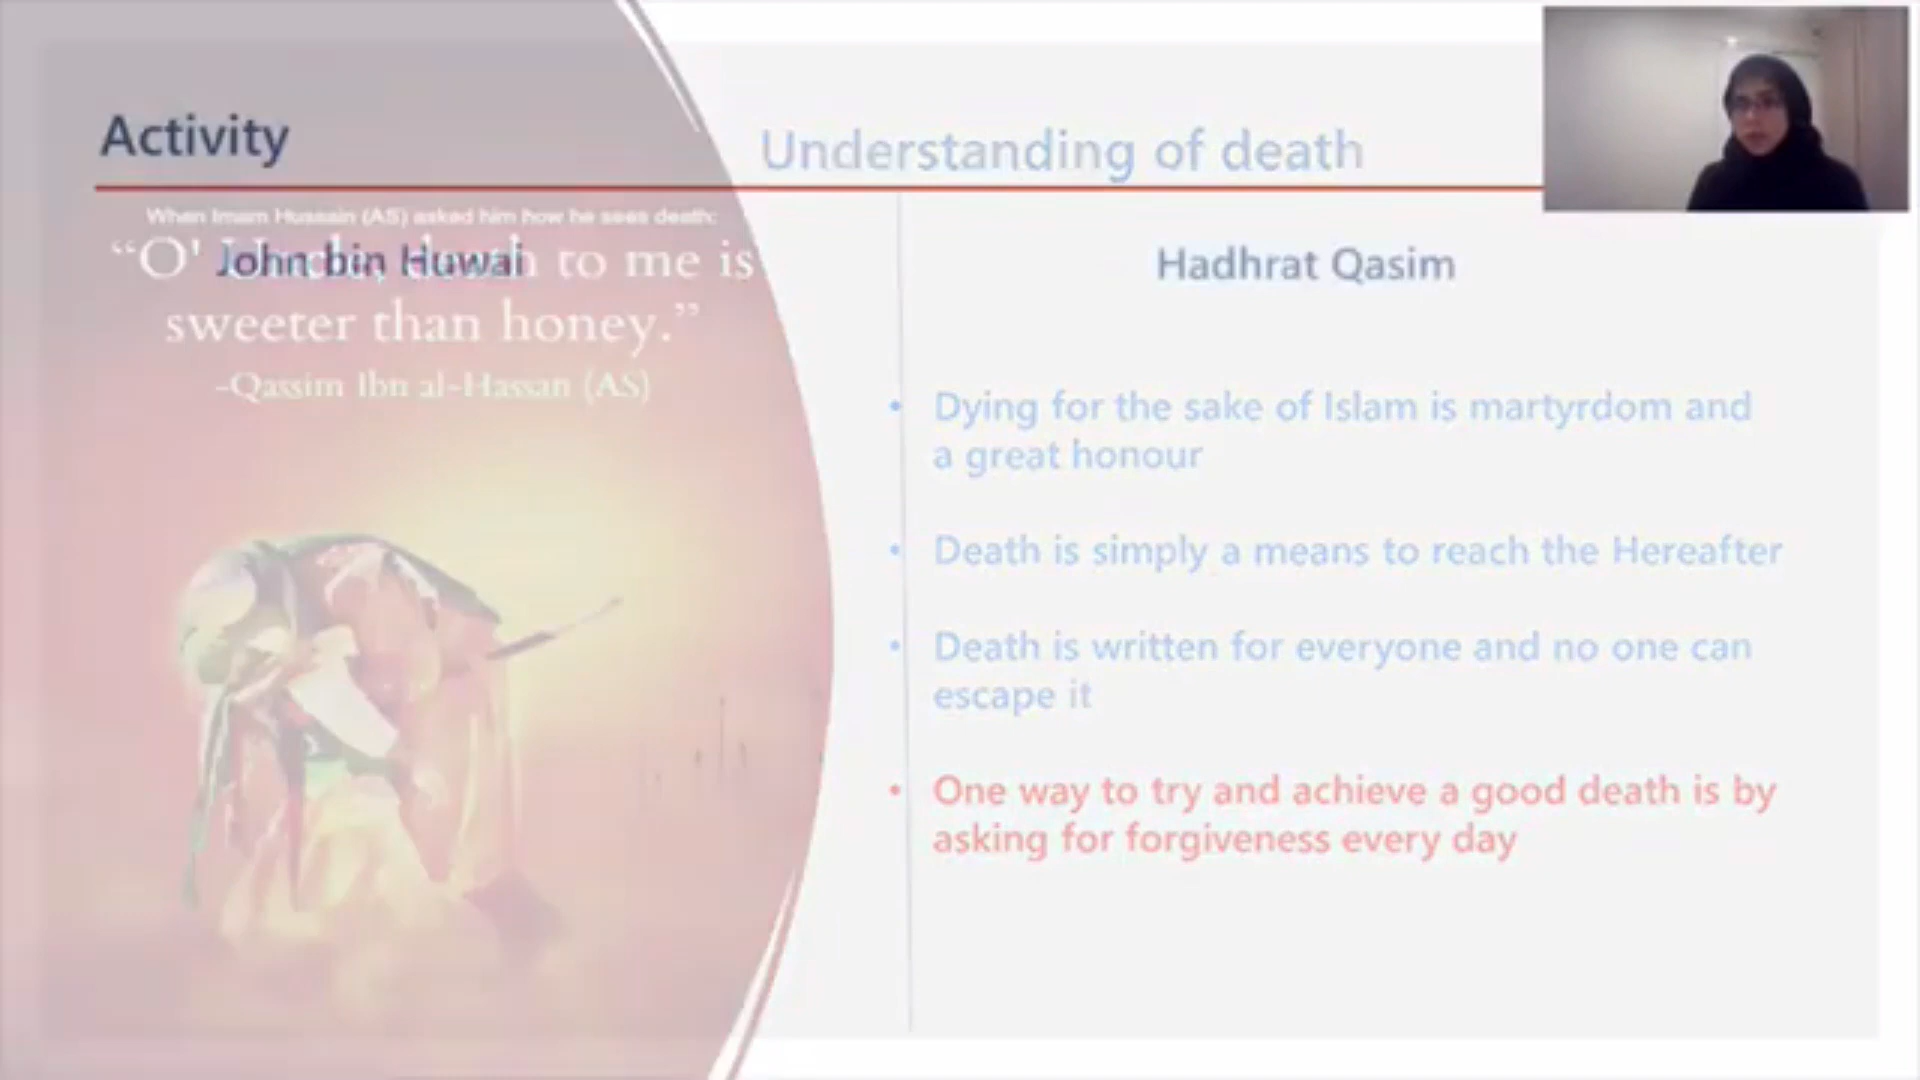 Activity
Understanding of death
When Imam Hussain (AS) asked him how he sees death:
“O' death to me is
sweeter than honey.”
-Qassim Ibn al-Hassan (AS)
John bin Huwai
Hadhrat Qasim
• Dying for the sake of Islam is martyrdom and
a great honour
• Death is simply a means to reach the Hereafter
• Death is written for everyone and no one can
escape it
• One way to try and achieve a good death is by
asking for forgiveness every day